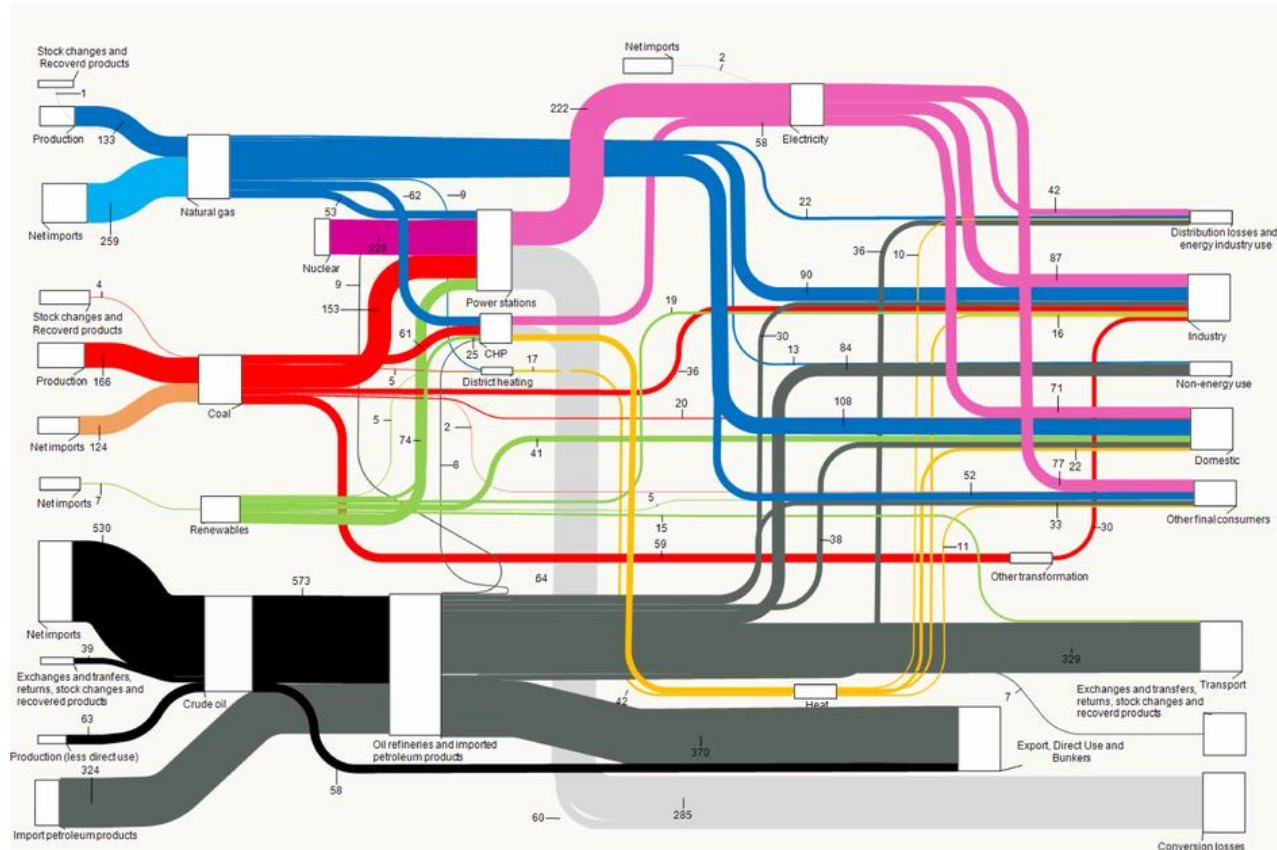 Stock changes and
Recoverd products
1
Production
133
Natural gas
Net imports
259
Net imports
2
222
58
Electricity
62
9
53
Nuclear
228
9
Power stations
153
22
36
10
42
Distribution losses and
energy industry use
87
90
19
16
Industry
30
13
84
Non-energy use
4
Stock changes and
Recoverd products
Production
166
Coal
Net imports
124
61
25
CHP
17
District heating
5
36
20
108
71
Domestic
22
5
74
2
41
8
Net imports
7
Renewables
5
15
52
77
33
Other final consumers
59
38
11
30
Other transformation
530
573
64
Net imports
39
Exchanges and tranfers,
returns, stock changes and
recovered products
63
Production (less direct use)
Crude oil
324
Import petroleum products
Oil refineries and imported
petroleum products
58
42
Heat
329
Transport
7
Exchanges and transfers,
returns, stock changes and
recoverd products
370
Export, Direct Use and
Bunkers
60
285
Conversion losses